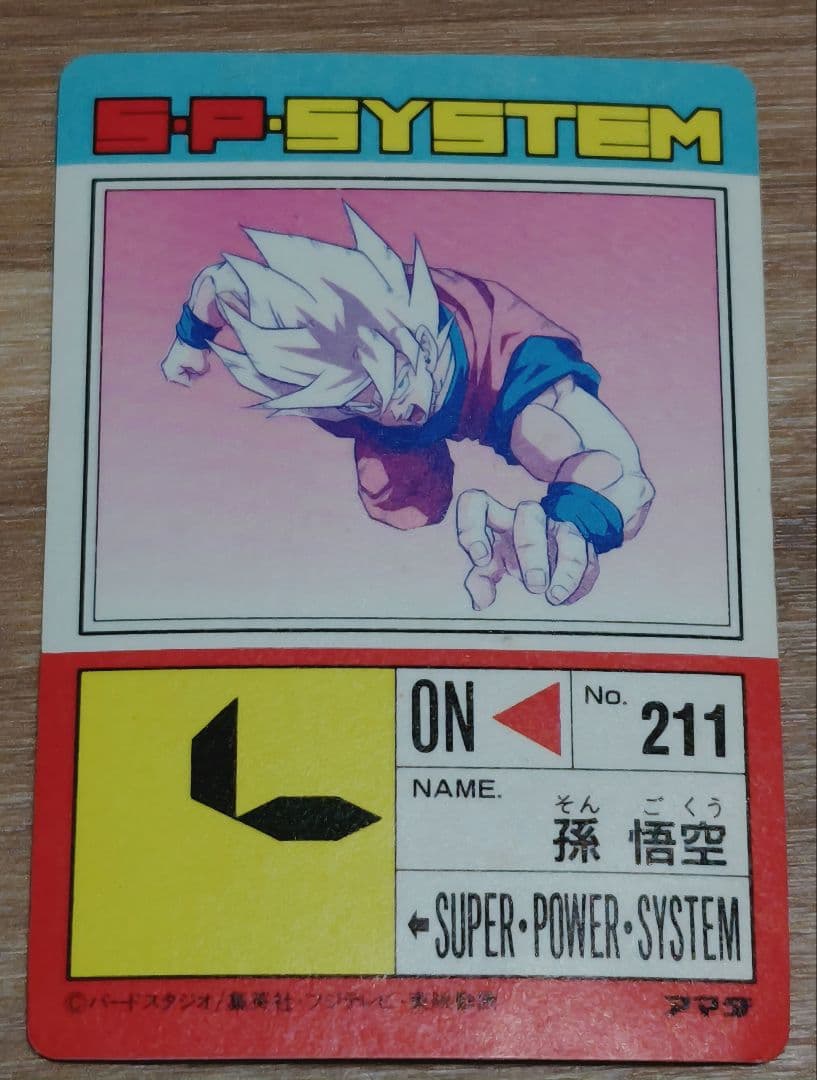 S·P·SYSTEM
ON
No. 211
NAME.
そん ごくう
孫 悟空
SUPER·POWER·SYSTEM
©バードスタジオ/集英社・フジテレビ・東映動画
アマダ